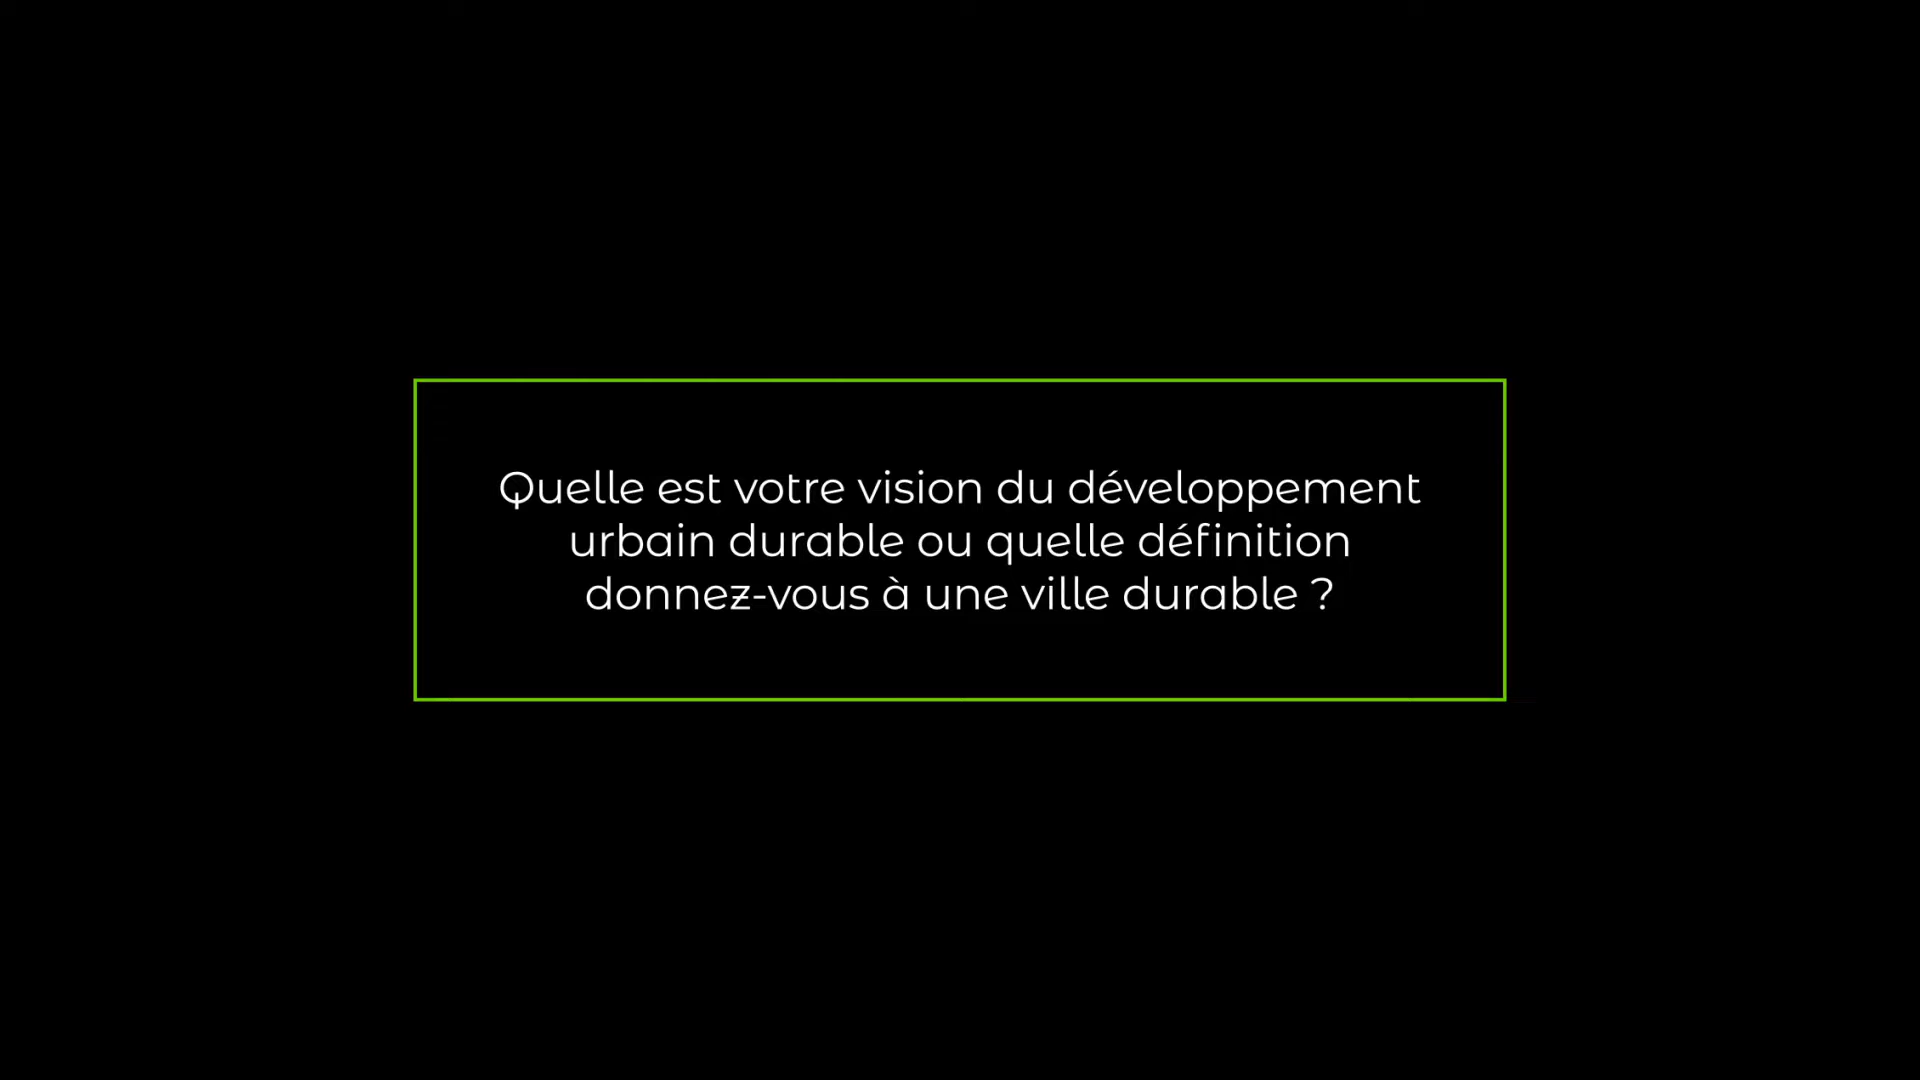 Quelle est votre vision du développement
urbain durable ou quelle définition
donnez-vous à une ville durable ?